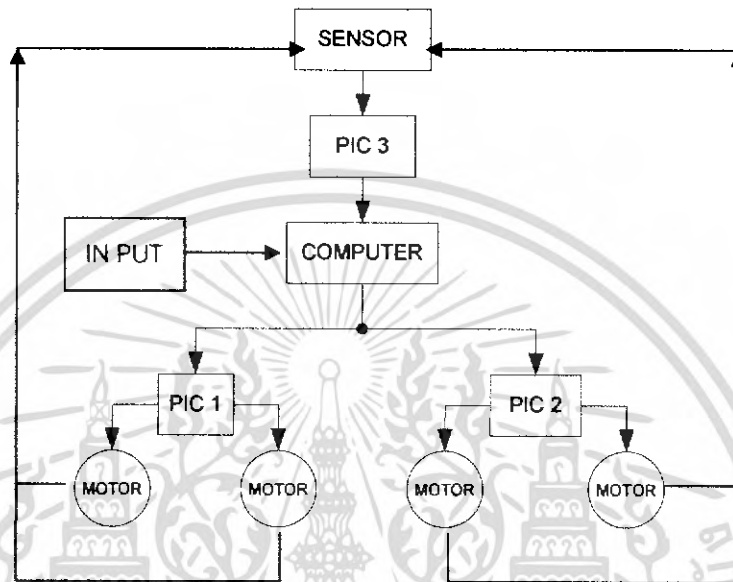 SENSOR
PIC 3
IN PUT
COMPUTER
PIC 1
PIC 2
MOTOR
MOTOR
MOTOR
MOTOR